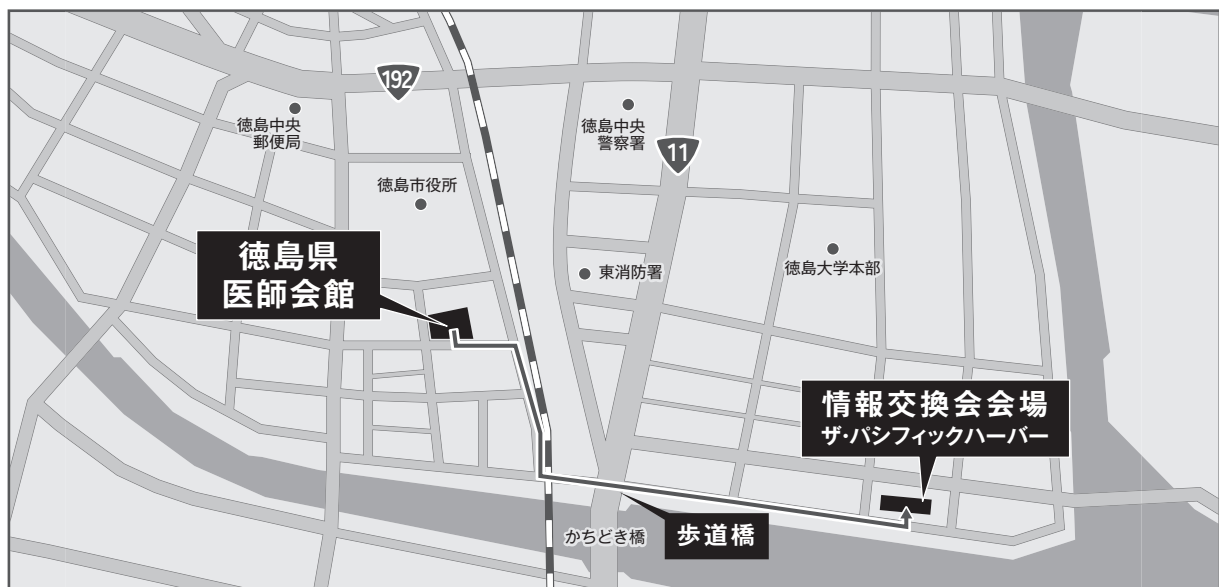 192
徳島中央
郵便局
徳島中央
警察署
11
徳島市役所
徳島県
医師会館
東消防署
徳島大学本部
情報交換会会場
ザ・パシフィックハーバー
かちどき橋
歩道橋